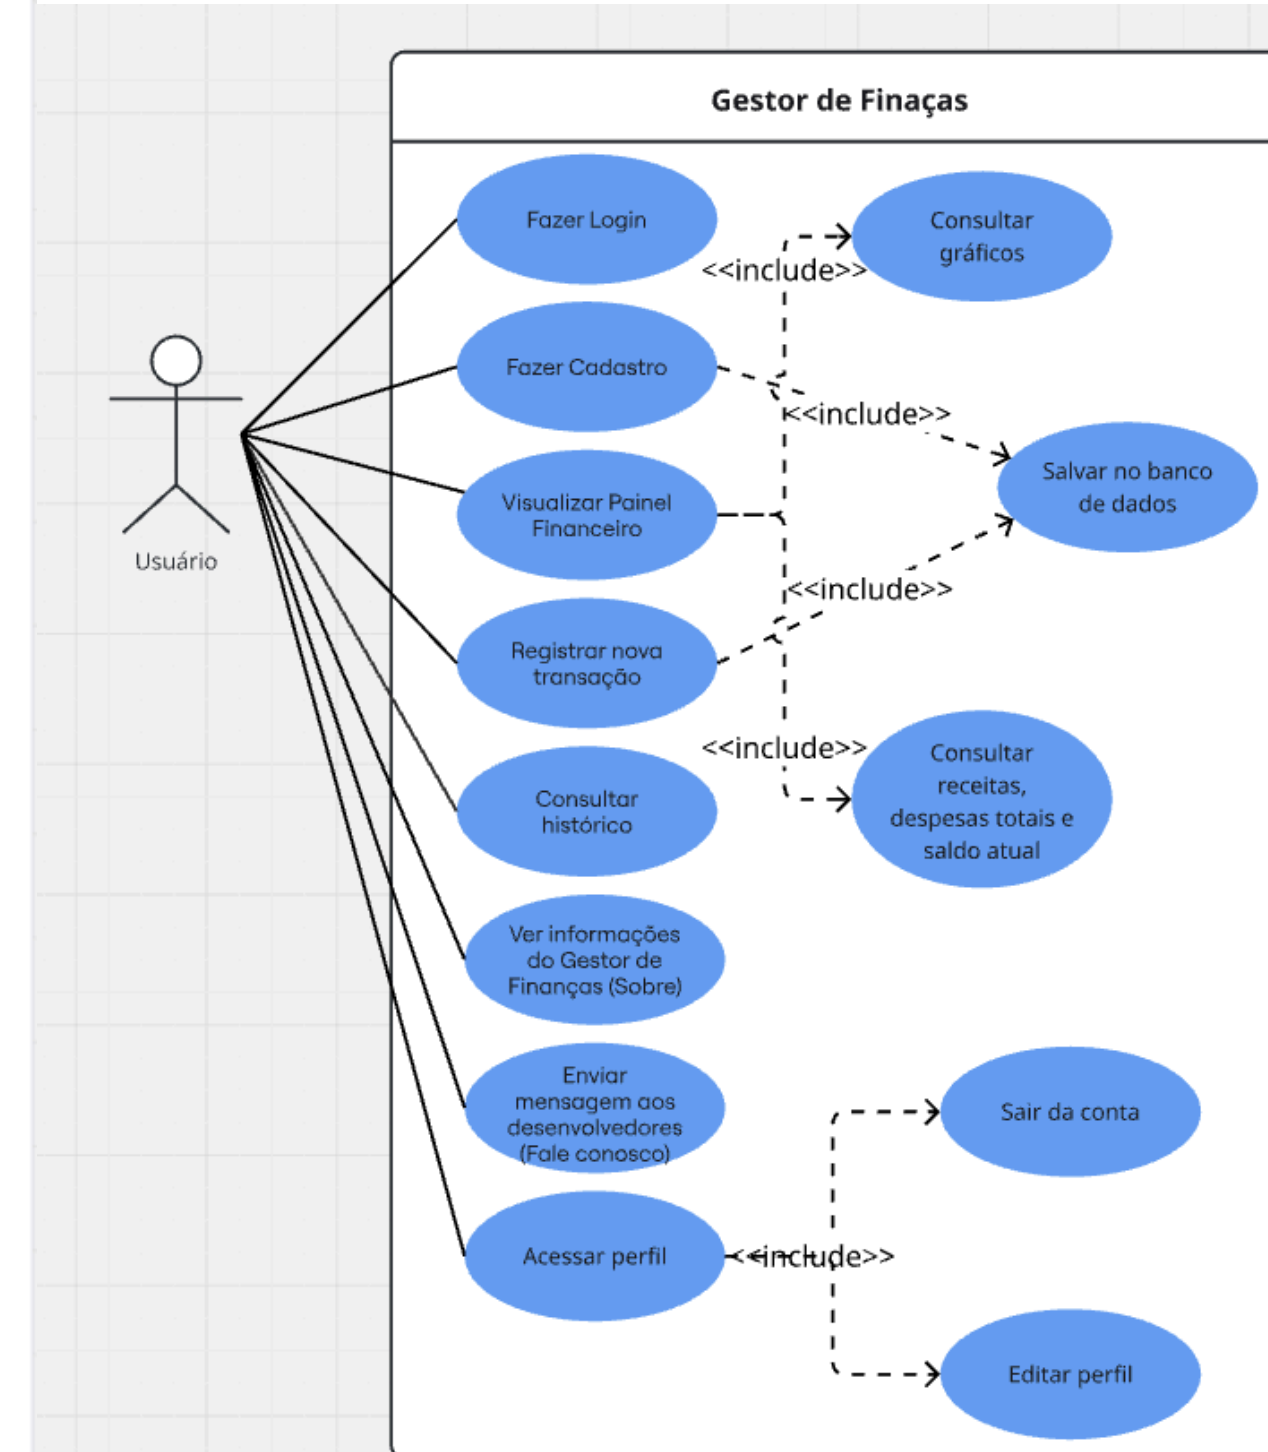 Gestor de Finaças
Fazer Login
Consultar
gráficos
<<include>>
Fazer Cadastro
<<include>>
Salvar no banco
de dados
Visualizar Painel
Financeiro
Usuário
<<include>>
Registrar nova
transação
<<include>>
Consultar
receitas,
despesas totais e
saldo atual
Consultar
histórico
Ver informações
do Gestor de
Finanças (Sobre)
Enviar
mensagem aos
desenvolvedores
(Fale conosco)
Sair da conta
Acessar perfil
<<include>>
Editar perfil